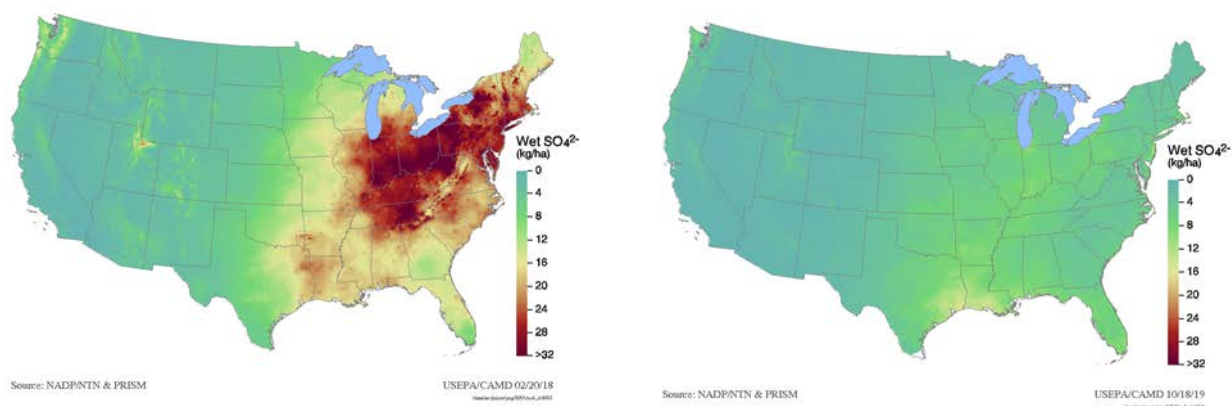 Wet SO₄²⁻
(kg/ha)
0
4
8
12
16
20
24
28
>32
Source: NADP/NTN & PRISM
USEPA/CAMD 02/20/18
Wet SO₄²⁻
(kg/ha)
0
4
8
12
16
20
24
28
>32
Source: NADP/NTN & PRISM
USEPA/CAMD 10/18/19